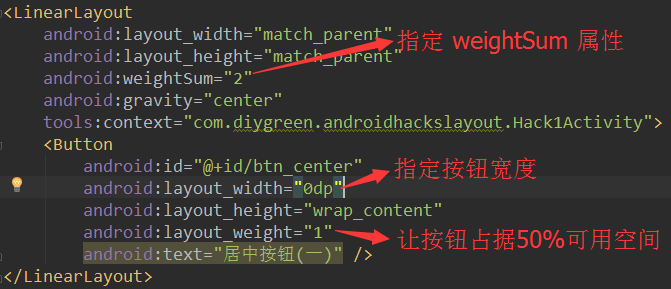 <LinearLayout
android:layout_width="match_parent"
指定 weightSum 属性
android:layout_height="match_parent"
android:weightSum="2"
android:gravity="center"
tools:context="com.diygreen.androidhackslayout.Hack1Activity">
<Button
android:id="@+id/btn_center"
android:layout_width="0dp"
指定按钮宽度
android:layout_height="wrap_content"
android:layout_weight="1"
让按钮占据50%可用空间
android:text="居中按钮(一)" />
</LinearLayout>